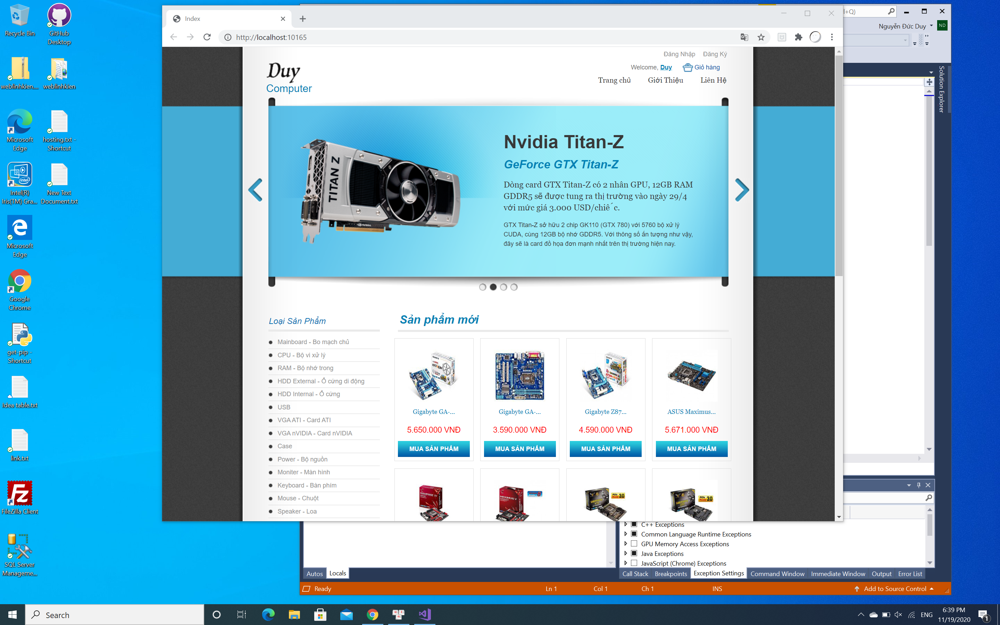 Recycle Bin
GitHub
Desktop
weblinhkien....
weblinhkien
Microsoft
Edge
hosting.txt -
Shortcut
Intel(R)
Iris(TM) Gra...
New Text
Document.txt
Microsoft
Edge
Google
Chrome
get-pip -
Shortcut
Idea table.txt
link.txt
FileZilla Client
SQL Server
Manageme...
Index
http://localhost:10165
l+Q)
Nguyễn Đức Duy
ND
Solution Explorer
Đăng Nhập Đăng Ký
Welcome, Duy Giỏ hàng
Duy
Computer
Trang chủ Giới Thiệu Liên Hệ
TITAN Z
Nvidia Titan-Z
GeForce GTX Titan-Z
Dòng card GTX Titan-Z có 2 nhân GPU, 12GB RAM
GDDR5 sẽ được tung ra thị trường vào ngày 29/4
với mức giá 3.000 USD/chiếc.
GTX Titan-Z sở hữu 2 chip GK110 (GTX 780) với 5760 bộ xử lý
CUDA, cùng 12GB bộ nhớ GDDR5. Với thông số ấn tượng như vậy,
đây sẽ là card đồ họa đơn mạnh nhất trên thị trường hiện nay.
Loại Sản Phẩm
Mainboard - Bo mạch chủ
CPU - Bộ vi xử lý
RAM - Bộ nhớ trong
HDD External - Ổ cứng di động
HDD Internal - Ổ cứng
USB
VGA ATI - Card ATI
VGA nVIDIA - Card nVIDIA
Case
Power - Bộ nguồn
Moniter - Màn hình
Keyboard - Bàn phím
Mouse - Chuột
Speaker - Loa
Sản phẩm mới
Gigabyte GA-... Gigabyte GA-... Gigabyte Z87... ASUS Maximus...
5.650.000 VNĐ 3.590.000 VNĐ 4.590.000 VNĐ 5.671.000 VNĐ
MUA SẢN PHẨM MUA SẢN PHẨM MUA SẢN PHẨM MUA SẢN PHẨM
C++ Exceptions
Common Language Runtime Exceptions
GPU Memory Access Exceptions
Java Exceptions
JavaScript (Chrome) Exceptions
Autos Locals
Call Stack Breakpoints Exception Settings Command Window Immediate Window Output Error List
Ready Ln 1 Col 1 Ch 1 INS Add to Source Control
Search
ENG
6:39 PM
11/19/2020
1